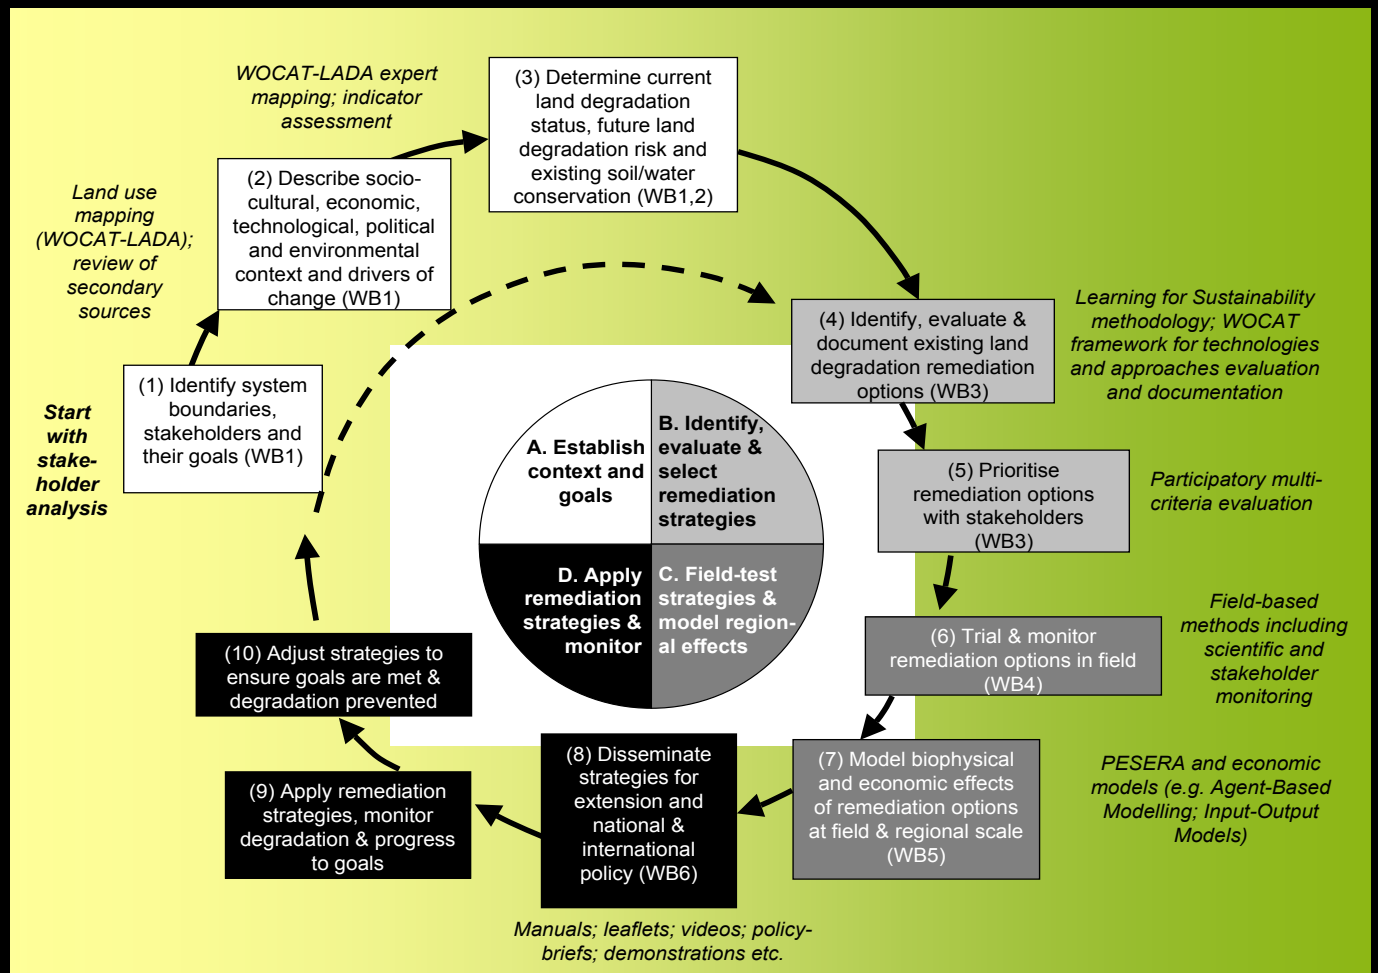 WOCAT-LADA expert
mapping; indicator
assessment
(3) Determine current
land degradation
status, future land
degradation risk and
existing soil/water
conservation (WB1,2)
Land use
mapping
(WOCAT-LADA);
review of
secondary
sources
(2) Describe socio-
cultural, economic,
technological, political
and environmental
context and drivers of
change (WB1)
Start
with
stake-
holder
analysis
(1) Identify system
boundaries,
stakeholders and
their goals (WB1)
(4) Identify, evaluate &
document existing land
degradation remediation
options (WB3)
Learning for Sustainability
methodology; WOCAT
framework for technologies
and approaches evaluation
and documentation
A. Establish
context and
goals
B. Identify,
evaluate &
select
remediation
strategies
(5) Prioritise
remediation options
with stakeholders
(WB3)
Participatory multi-
criteria evaluation
D. Apply
remediation
strategies &
monitor
C. Field-test
strategies &
model region-
al effects
(6) Trial & monitor
remediation options in field
(WB4)
Field-based
methods including
scientific and
stakeholder
monitoring
(10) Adjust strategies to
ensure goals are met &
degradation prevented
(7) Model biophysical
and economic effects
of remediation options
at field & regional scale
(WB5)
PESERA and economic
models (e.g. Agent-Based
Modelling; Input-Output
Models)
(8) Disseminate
strategies for
extension and
national &
international
policy (WB6)
(9) Apply remediation
strategies, monitor
degradation & progress
to goals
Manuals; leaflets; videos; policy-
briefs; demonstrations etc.